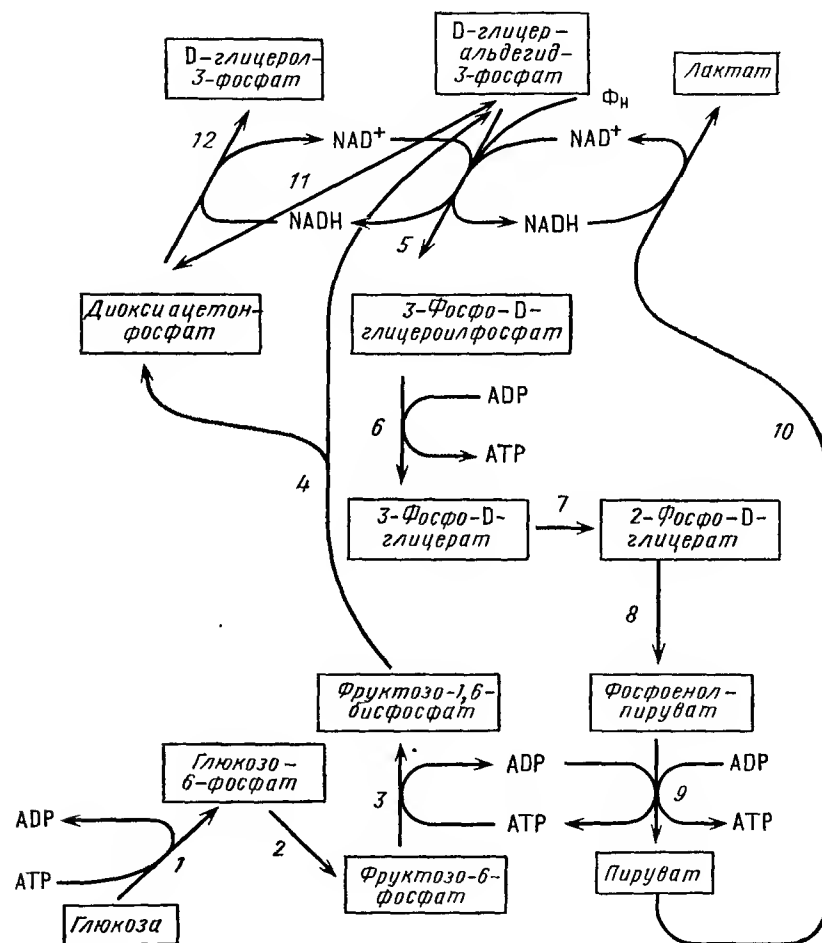 D-глицерол-
3-фосфат
D-глицер-
альдегид-
3-фосфат
Лактат
Фн
12
NAD+
NAD+
11
NADH
NADH
5
Диоксиацетон-
фосфат
3-Фосфо-D-
глицероилфосфат
ADP
6
10
ATP
4
3-Фосфо-D-
глицерат
7
2-Фосфо-D-
глицерат
8
Фруктозо-1,6-
бисфосфат
Фосфоенол-
пируват
Глюкозо-
6-фосфат
ADP
ADP
3
9
ADP
ATP
ATP
1
2
ATP
Фруктозо-6-
фосфат
Пируват
Глюкоза